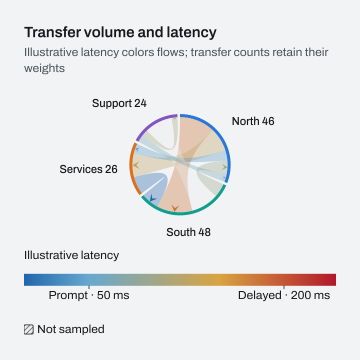 Transfer volume and latency
Illustrative latency colors flows; transfer counts retain their
weights
Support 24
North 46
Services 26
South 48
Illustrative latency
Prompt · 50 ms
Delayed · 200 ms
Not sampled